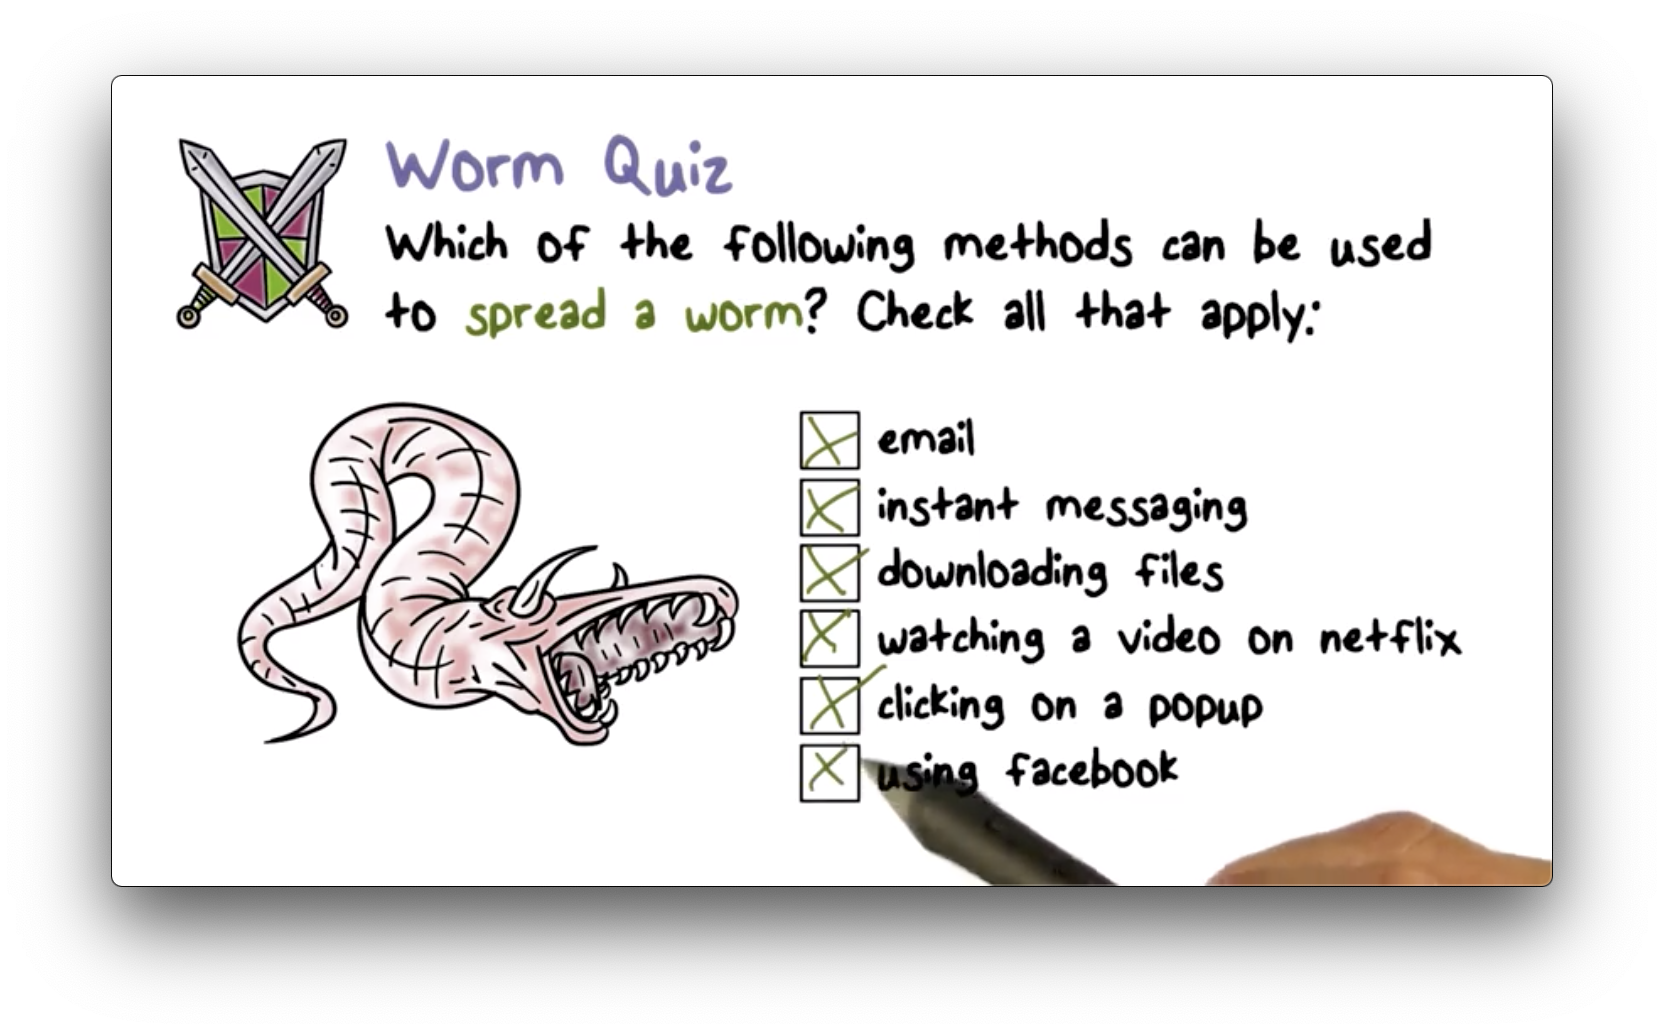 Worm Quiz
Which of the following methods can be used
to spread a worm? Check all that apply:
email
instant messaging
downloading files
watching a video on netflix
clicking on a popup
using facebook